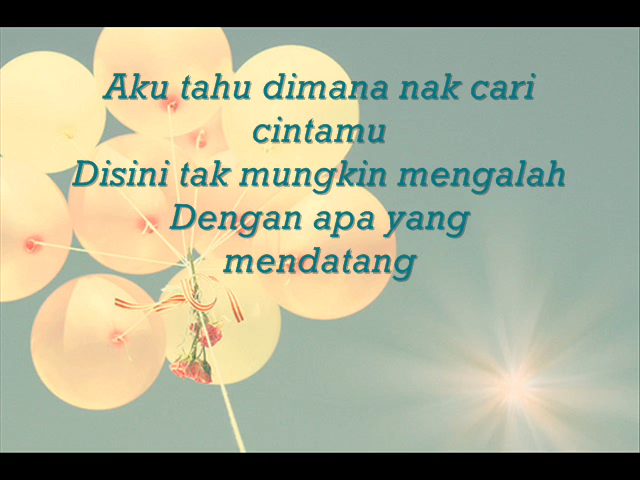 Aku tahu dimana nak cari
cintamu
Disini tak mungkin mengalah
Dengan apa yang
mendatang